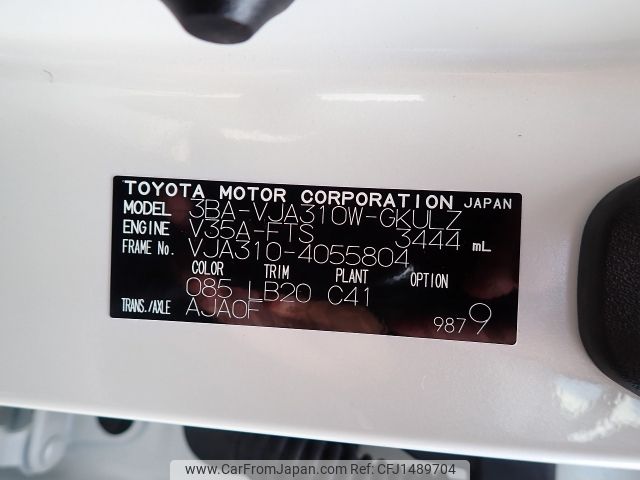 TOYOTA MOTOR CORPORATION JAPAN
MODEL 3BA-VJA310W-GKULZ
ENGINE V35A-FTS 3444 mL
FRAME No. VJA310-4055804
COLOR TRIM PLANT OPTION
085 LB20 C41
TRANS./AXLE AJA0F
9879
www.CarFromJapan.com - CFJ1489704